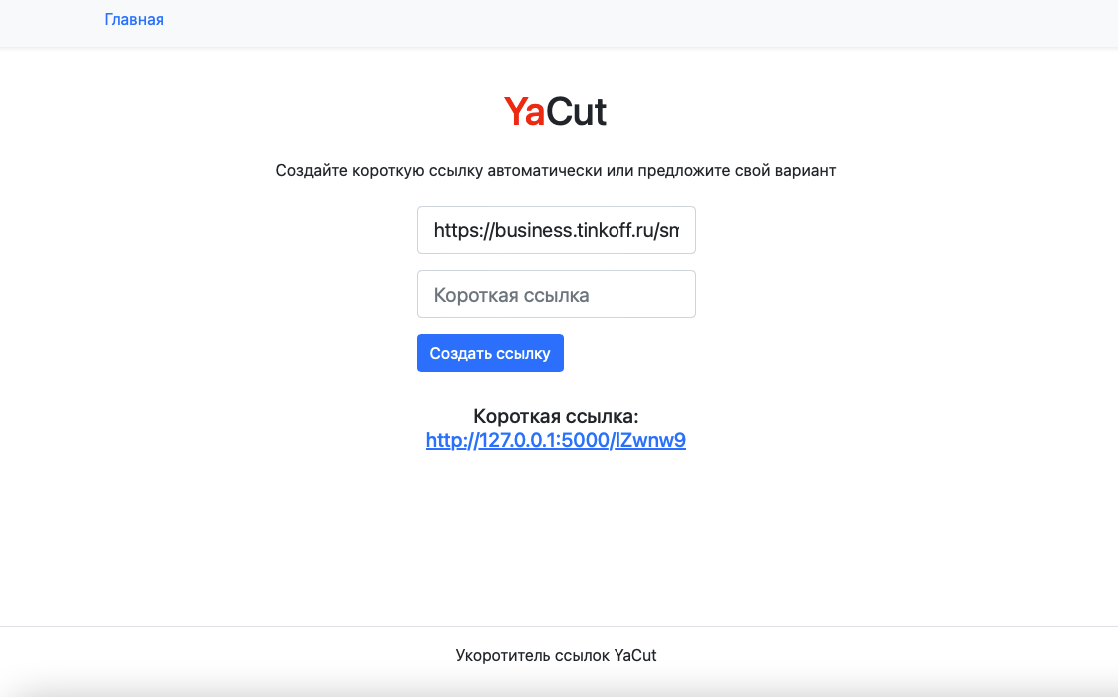 Главная
YaCut
Создайте короткую ссылку автоматически или предложите свой вариант
https://business.tinkoff.ru/sm
Короткая ссылка
Создать ссылку
Короткая ссылка:
http://127.0.0.1:5000/lZwnw9
Укоротитель ссылок YaCut